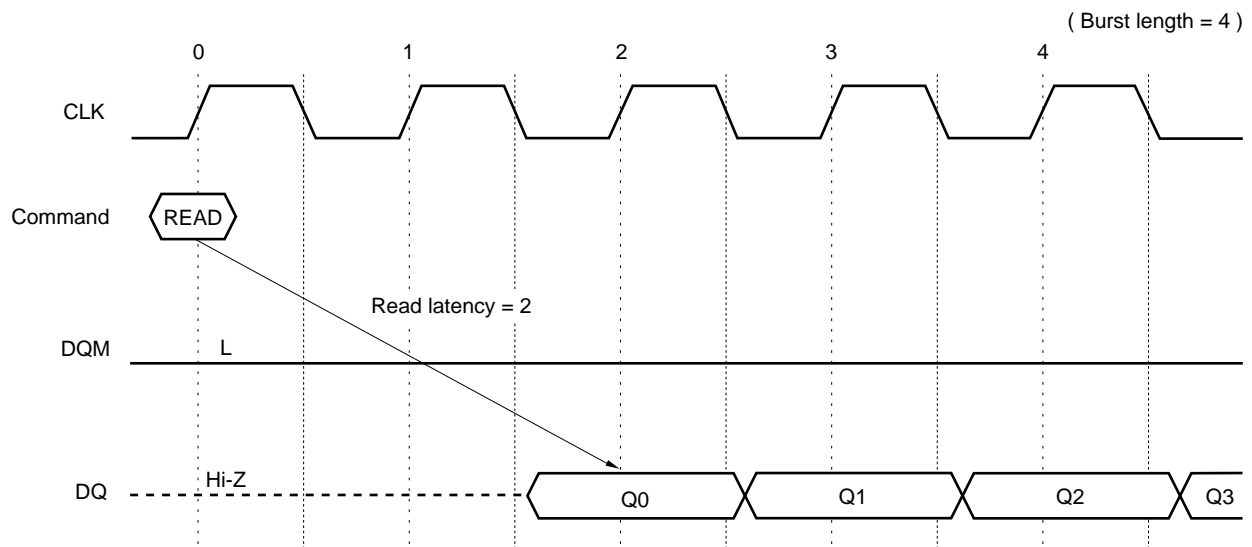 ( Burst length = 4 )
0 1 2 3 4
CLK
Command READ
Read latency = 2
DQM L
Hi-Z
DQ Q0 Q1 Q2 Q3